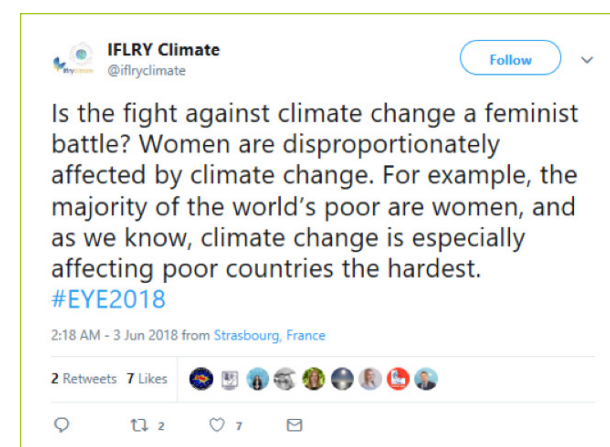 IFLRY Climate
@iflryclimate
Follow
Is the fight against climate change a feminist
battle? Women are disproportionately
affected by climate change. For example, the
majority of the world's poor are women, and
as we know, climate change is especially
affecting poor countries the hardest.
#EYE2018
2:18 AM - 3 Jun 2018 from Strasbourg, France
2 Retweets 7 Likes
2 7